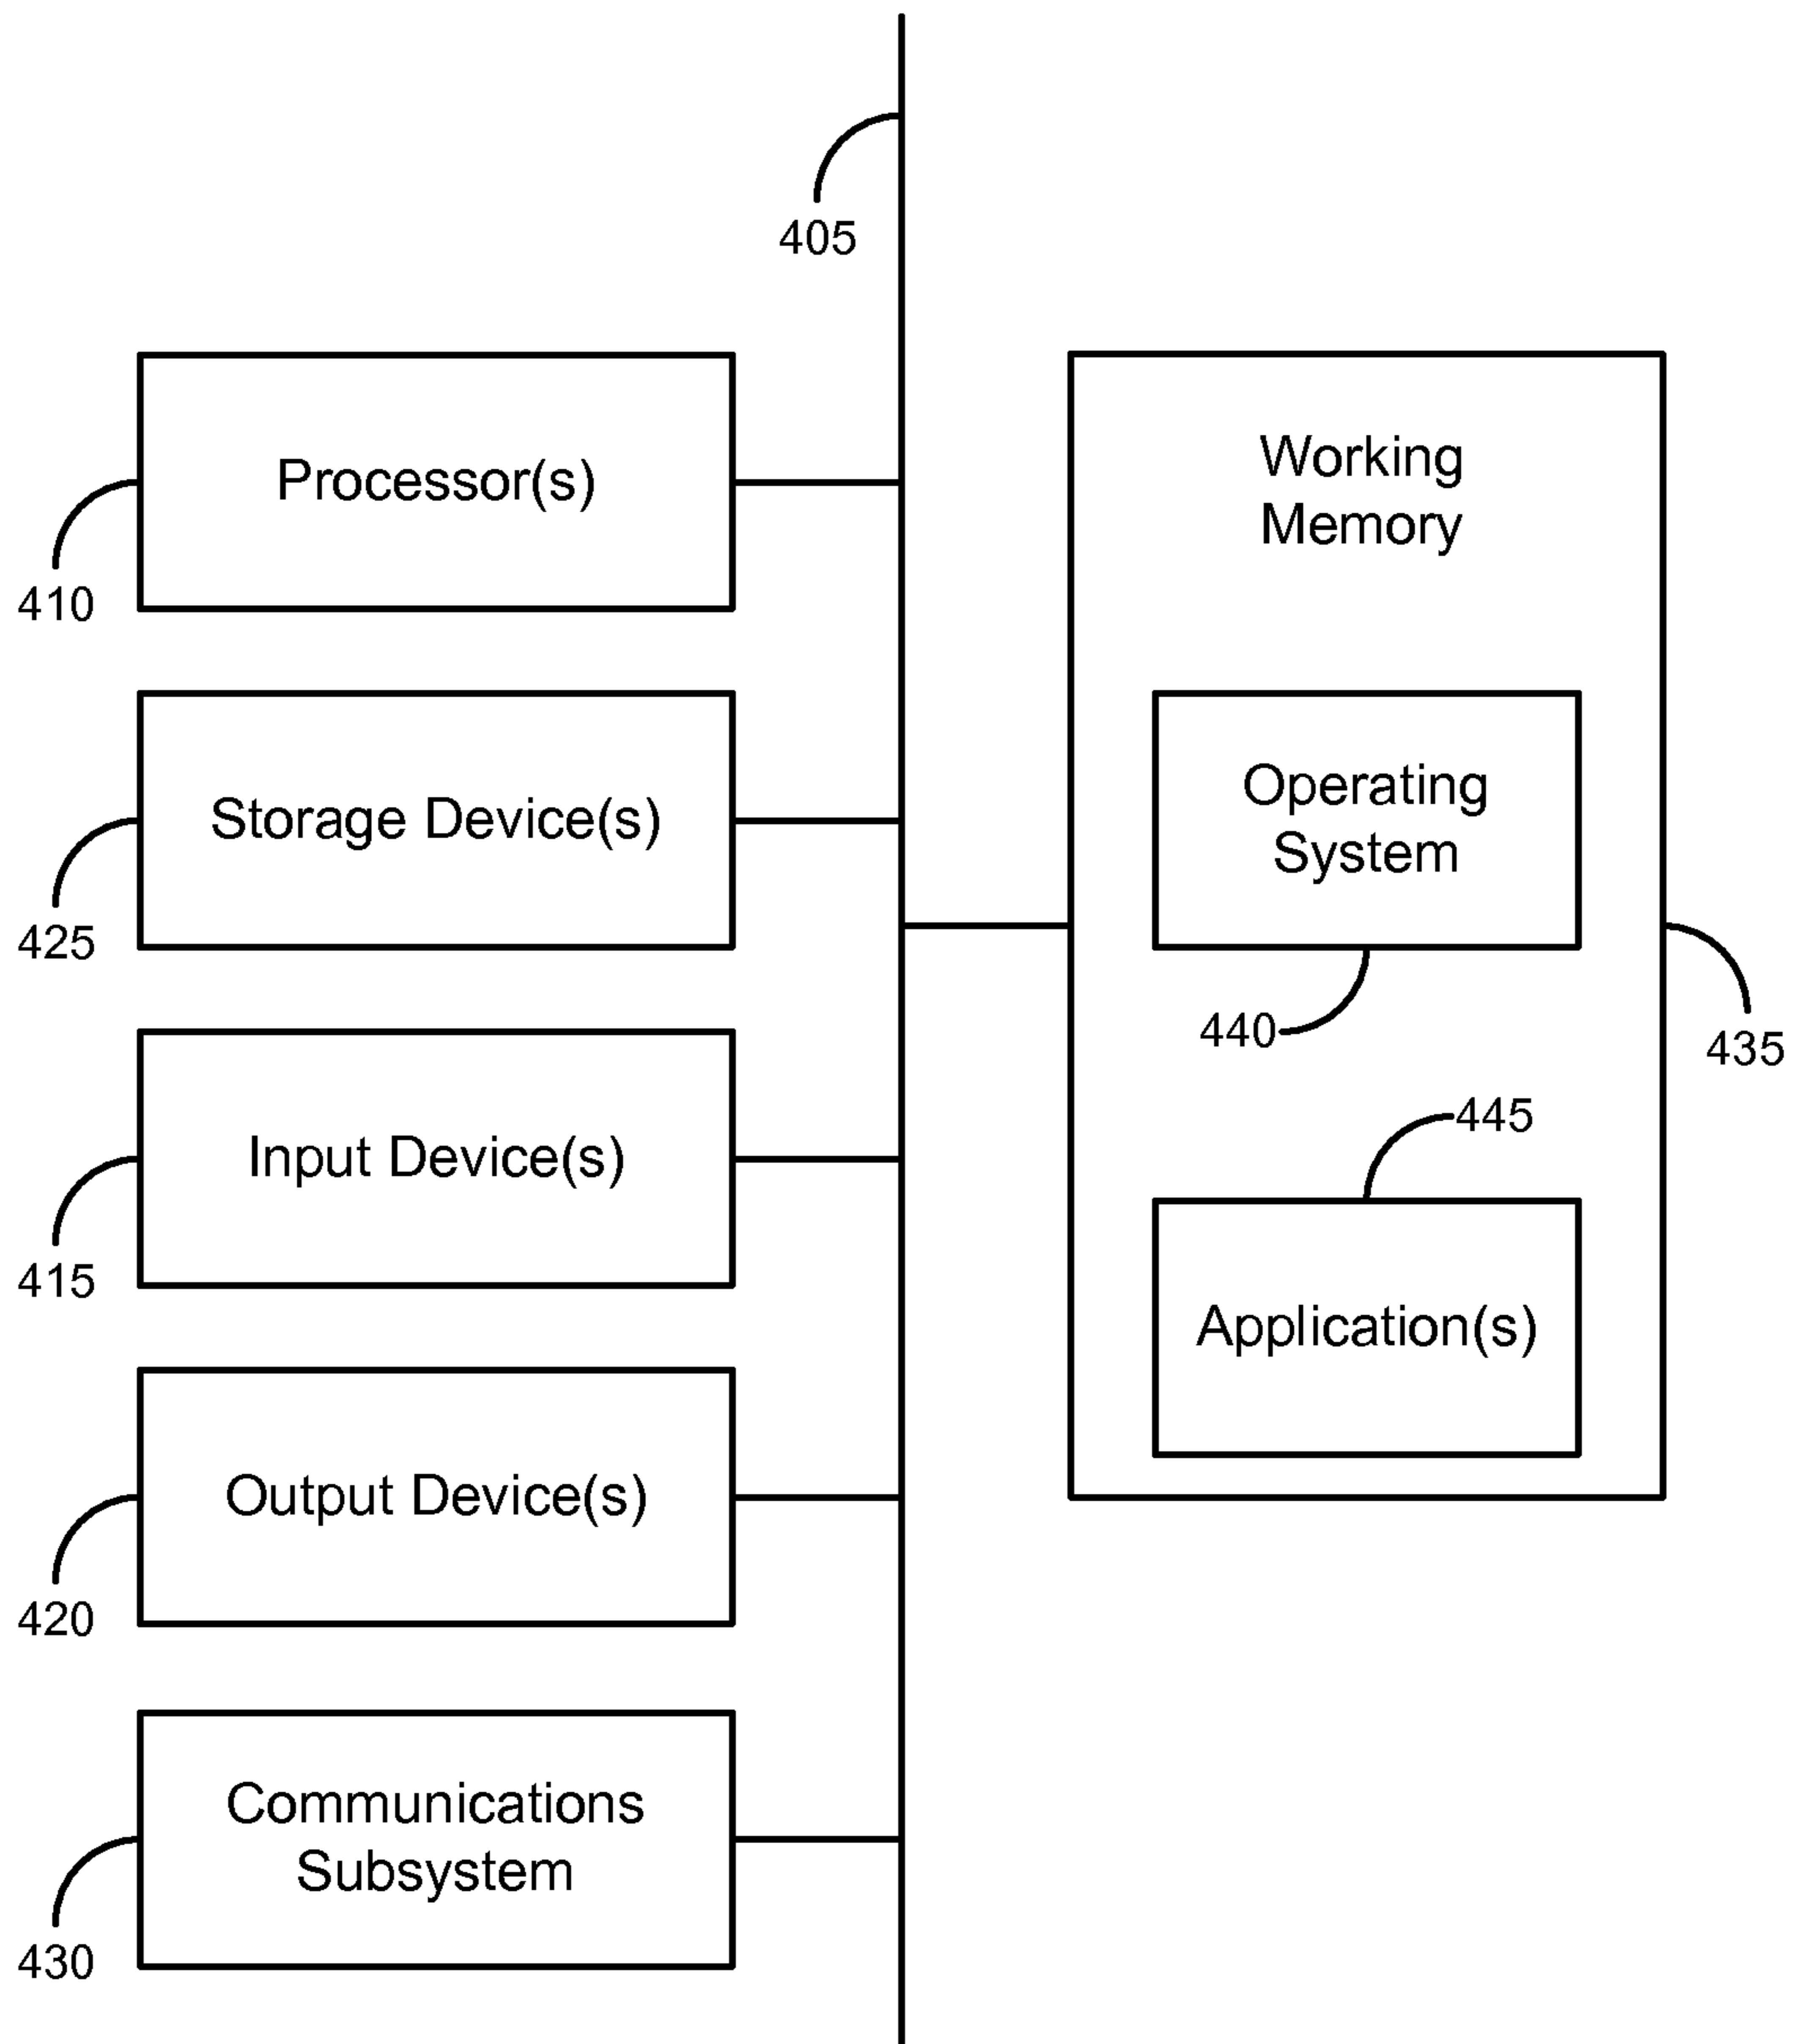 405
Processor(s)
410
Storage Device(s)
425
Input Device(s)
415
Output Device(s)
420
Communications
Subsystem
430
Working
Memory
Operating
System
440
435
445
Application(s)